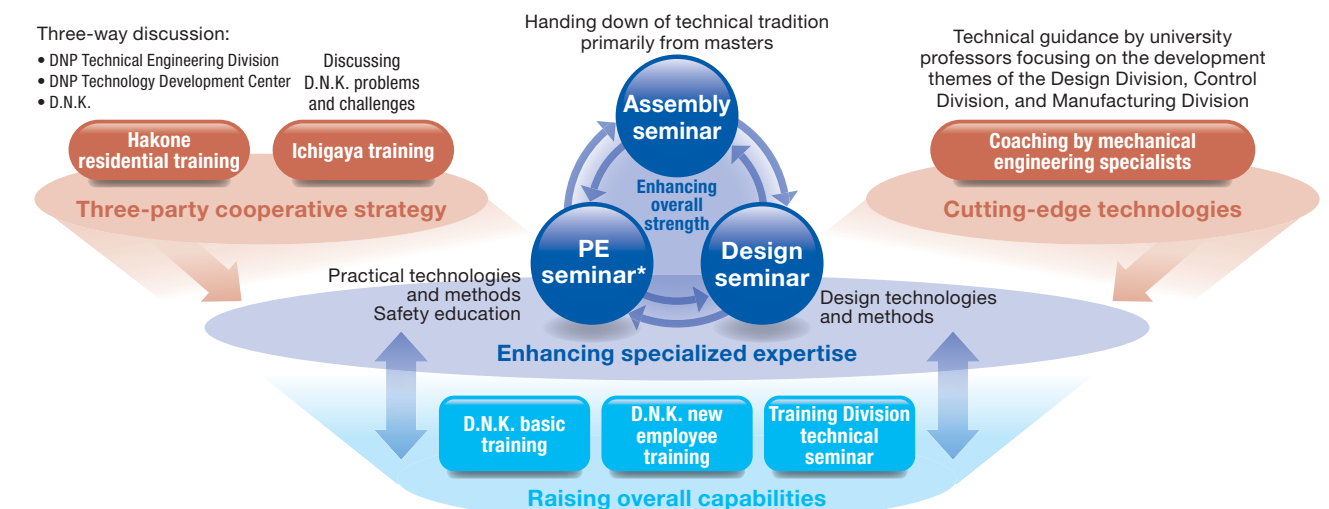 Three-way discussion:
• DNP Technical Engineering Division
• DNP Technology Development Center
• D.N.K.
Discussing
D.N.K. problems
and challenges
Hakone
residential training
Ichigaya training
Three-party cooperative strategy
Handing down of technical tradition
primarily from masters
Assembly
seminar
Enhancing
overall
strength
PE
seminar*
Design
seminar
Practical technologies
and methods
Safety education
Design technologies
and methods
Enhancing specialized expertise
Technical guidance by university
professors focusing on the development
themes of the Design Division, Control
Division, and Manufacturing Division
Coaching by mechanical
engineering specialists
Cutting-edge technologies
D.N.K. basic
training
D.N.K. new
employee
training
Training Division
technical
seminar
Raising overall capabilities